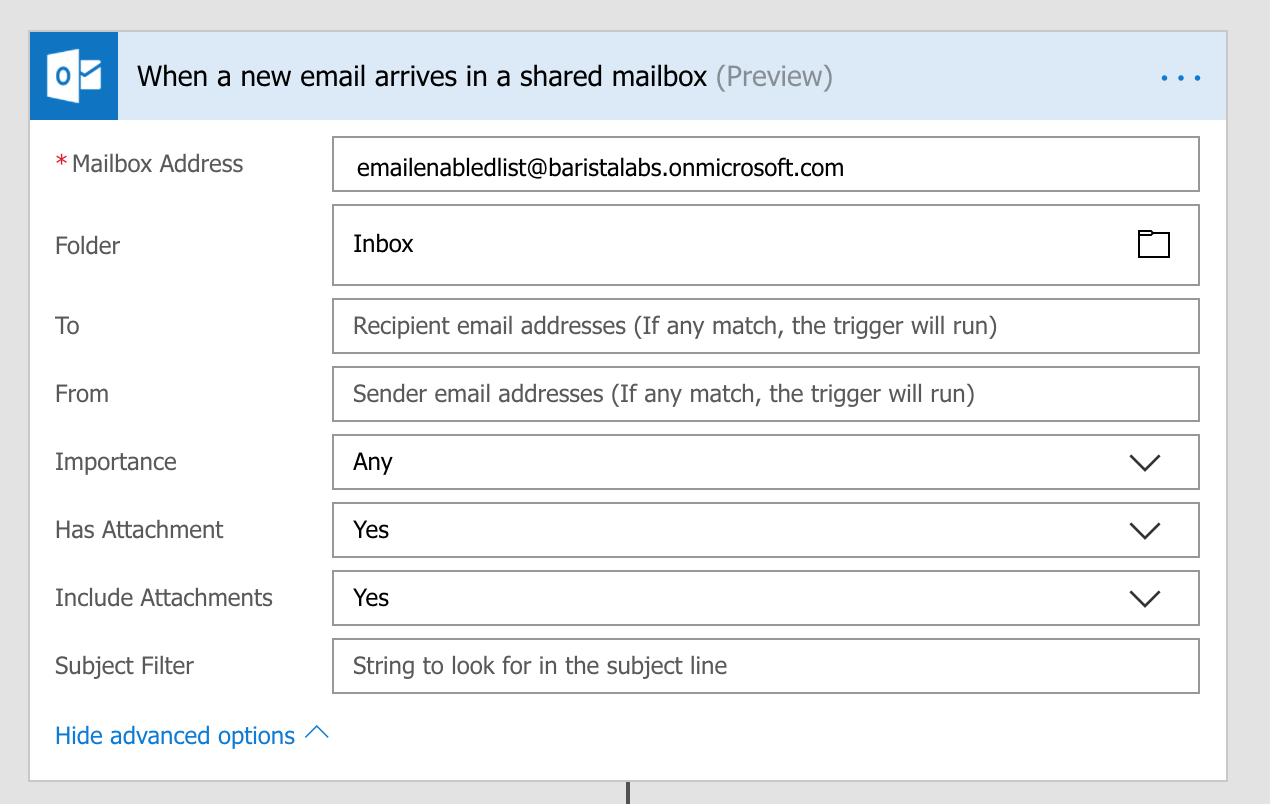 When a new email arrives in a shared mailbox (Preview)
* Mailbox Address emailenabledlist@baristalabs.onmicrosoft.com
Folder Inbox
To Recipient email addresses (If any match, the trigger will run)
From Sender email addresses (If any match, the trigger will run)
Importance Any
Has Attachment Yes
Include Attachments Yes
Subject Filter String to look for in the subject line
Hide advanced options